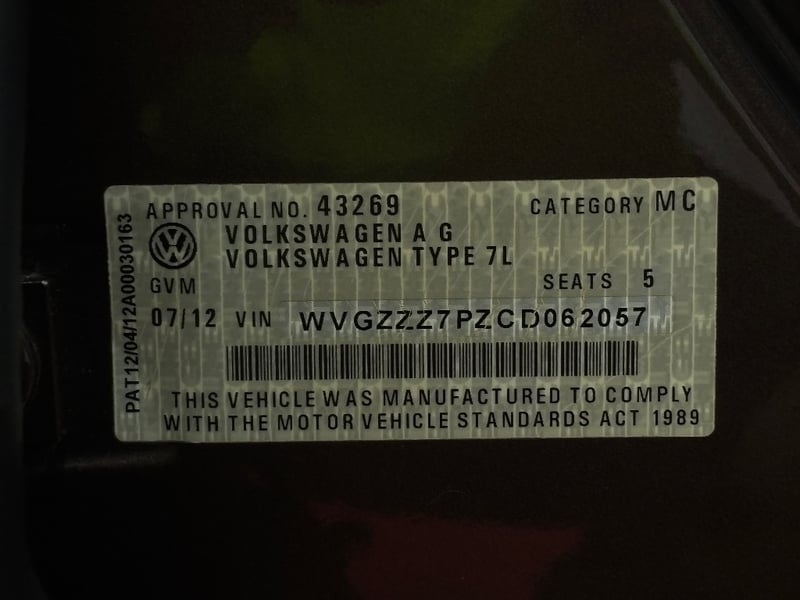 APPROVAL NO. 43269 CATEGORY MC
VOLKSWAGEN AG
VOLKSWAGEN TYPE 7L
GVM SEATS 5
07/12 VIN WVGZZZ7PZCD062057
THIS VEHICLE WAS MANUFACTURED TO COMPLY
WITH THE MOTOR VEHICLE STANDARDS ACT 1989
PAT12/04/12A00030163